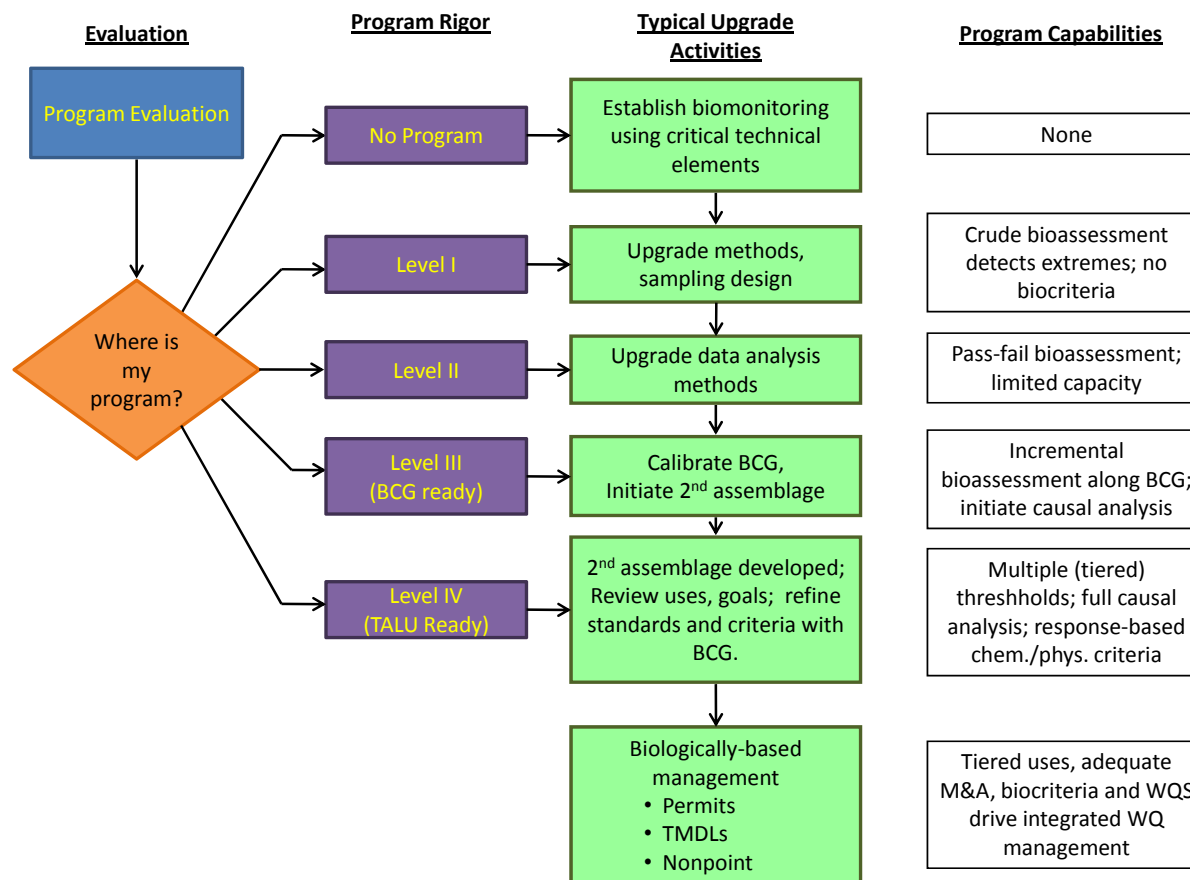 Evaluation
Program Rigor
Typical Upgrade
Activities
Program Capabilities
Program Evaluation
Where is
my
program?
No Program
Establish biomonitoring
using critical technical
elements
None
Level I
Upgrade methods,
sampling design
Crude bioassessment
detects extremes; no
biocriteria
Level II
Upgrade data analysis
methods
Pass-fail bioassessment;
limited capacity
Level III
(BCG ready)
Calibrate BCG,
Initiate 2nd assemblage
Incremental
bioassessment along BCG;
initiate causal analysis
Level IV
(TALU Ready)
2nd assemblage developed;
Review uses, goals; refine
standards and criteria with
BCG.
Multiple (tiered)
threshholds; full causal
analysis; response-based
chem./phys. criteria
Biologically-based
management
• Permits
• TMDLs
• Nonpoint
Tiered uses, adequate
M&A, biocriteria and WQS
drive integrated WQ
management